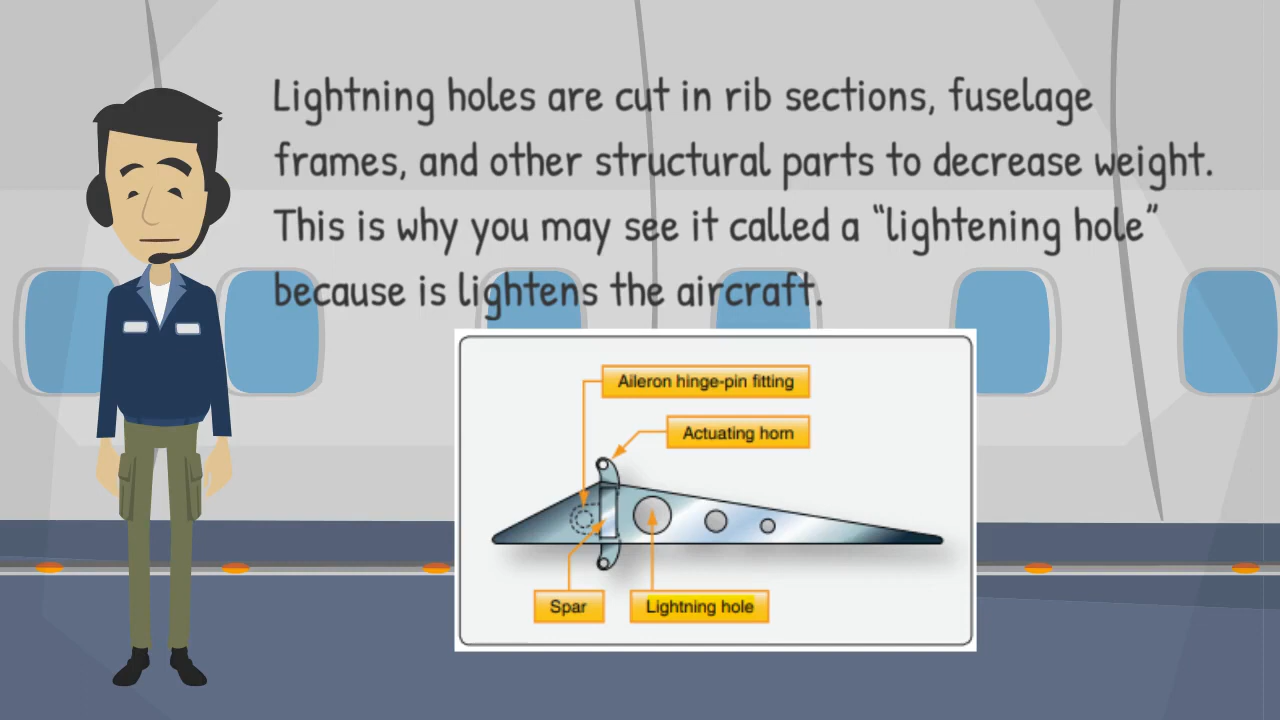 Lightning holes are cut in rib sections, fuselage
frames, and other structural parts to decrease weight.
This is why you may see it called a “lightening hole”
because is lightens the aircraft.
Aileron hinge-pin fitting
Actuating horn
Spar
Lightning hole